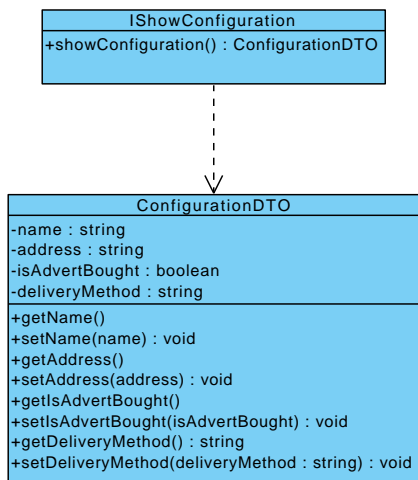 IShowConfiguration
+showConfiguration() : ConfigurationDTO
ConfigurationDTO
-name : string
-address : string
-isAdvertBought : boolean
-deliveryMethod : string
+getName()
+setName(name) : void
+getAddress()
+setAddress(address) : void
+getIsAdvertBought()
+setIsAdvertBought(isAdvertBought) : void
+getDeliveryMethod() : string
+setDeliveryMethod(deliveryMethod : string) : void